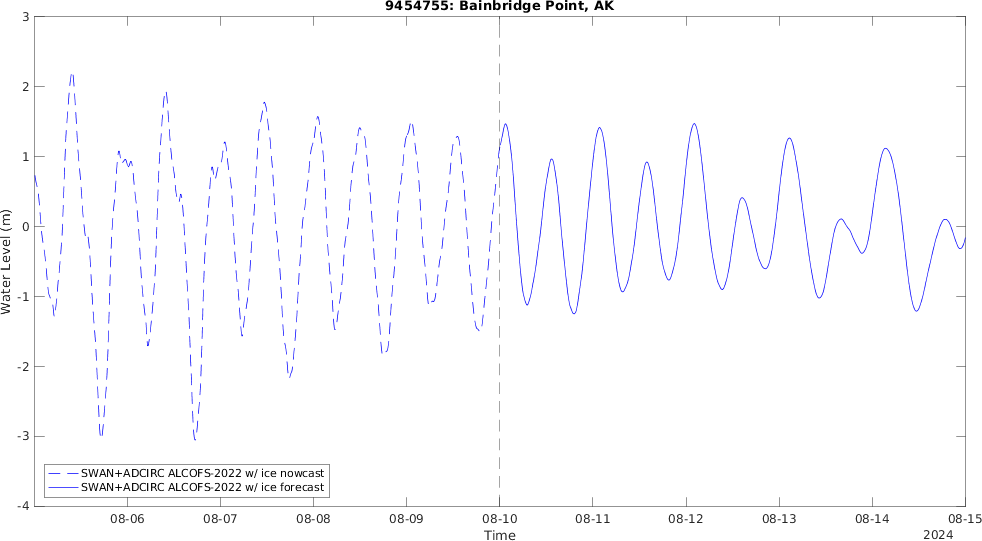 9454755: Bainbridge Point, AK
Water Level (m)
3
2
1
0
-1
-2
-3
-4
SWAN+ADCIRC ALCOFS-2022 w/ ice nowcast
SWAN+ADCIRC ALCOFS-2022 w/ ice forecast
08-06 08-07 08-08 08-09 08-10 08-11 08-12 08-13 08-14 08-15
Time
2024